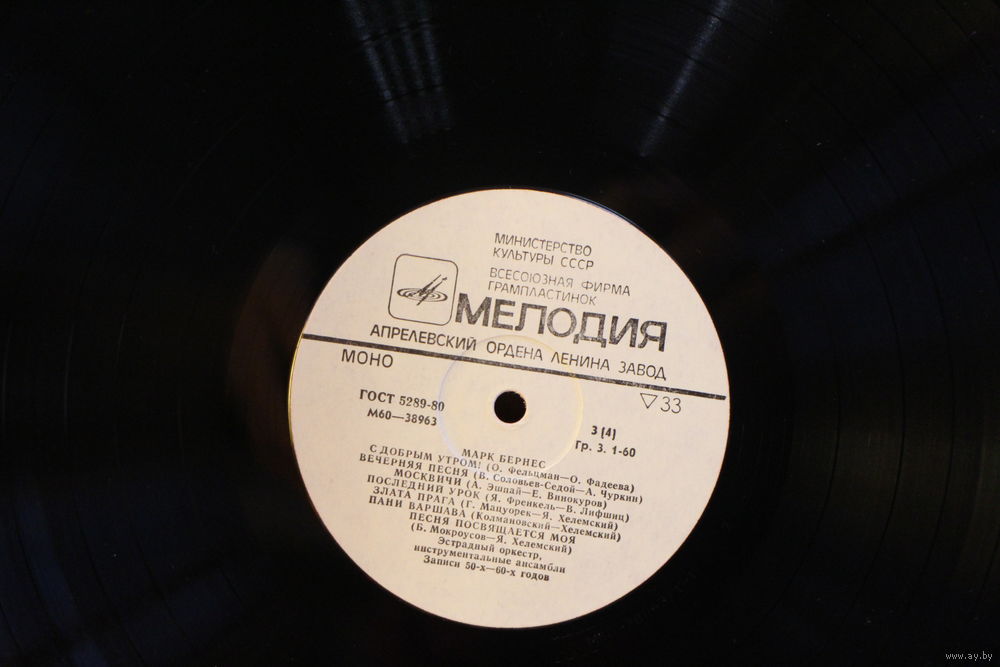 МИНИСТЕРСТВО
КУЛЬТУРЫ СССР
ВСЕСОЮЗНАЯ ФИРМА
ГРАМПЛАСТИНОК
МЕЛОДИЯ
АПРЕЛЕВСКИЙ ОРДЕНА ЛЕНИНА ЗАВОД
МОНО
▽33
ГОСТ 5289-80
М60—38963
3 [4]
Гр. 3. 1-60
МАРК БЕРНЕС
С ДОБРЫМ УТРОМ! (О. Фельцман—О. Фадеева)
ВЕЧЕРНЯЯ ПЕСНЯ (В. Соловьев-Седой—А. Чуркин)
МОСКВИЧИ (А. Эшпай—Е. Винокуров)
ПОСЛЕДНИЙ УРОК (Я. Френкель—В. Лифшиц)
ЗЛАТА ПРАГА (Г. Мацуорек—Я. Хелемский)
ПАНИ ВАРШАВА (Колмановский—Хелемский)
ПЕСНЯ ПОСВЯЩАЕТСЯ МОЯ
(Б. Мокроусов—Я. Хелемский)
Эстрадный оркестр,
инструментальные ансамбли
Записи 50-х—60-х годов
www.ay.by